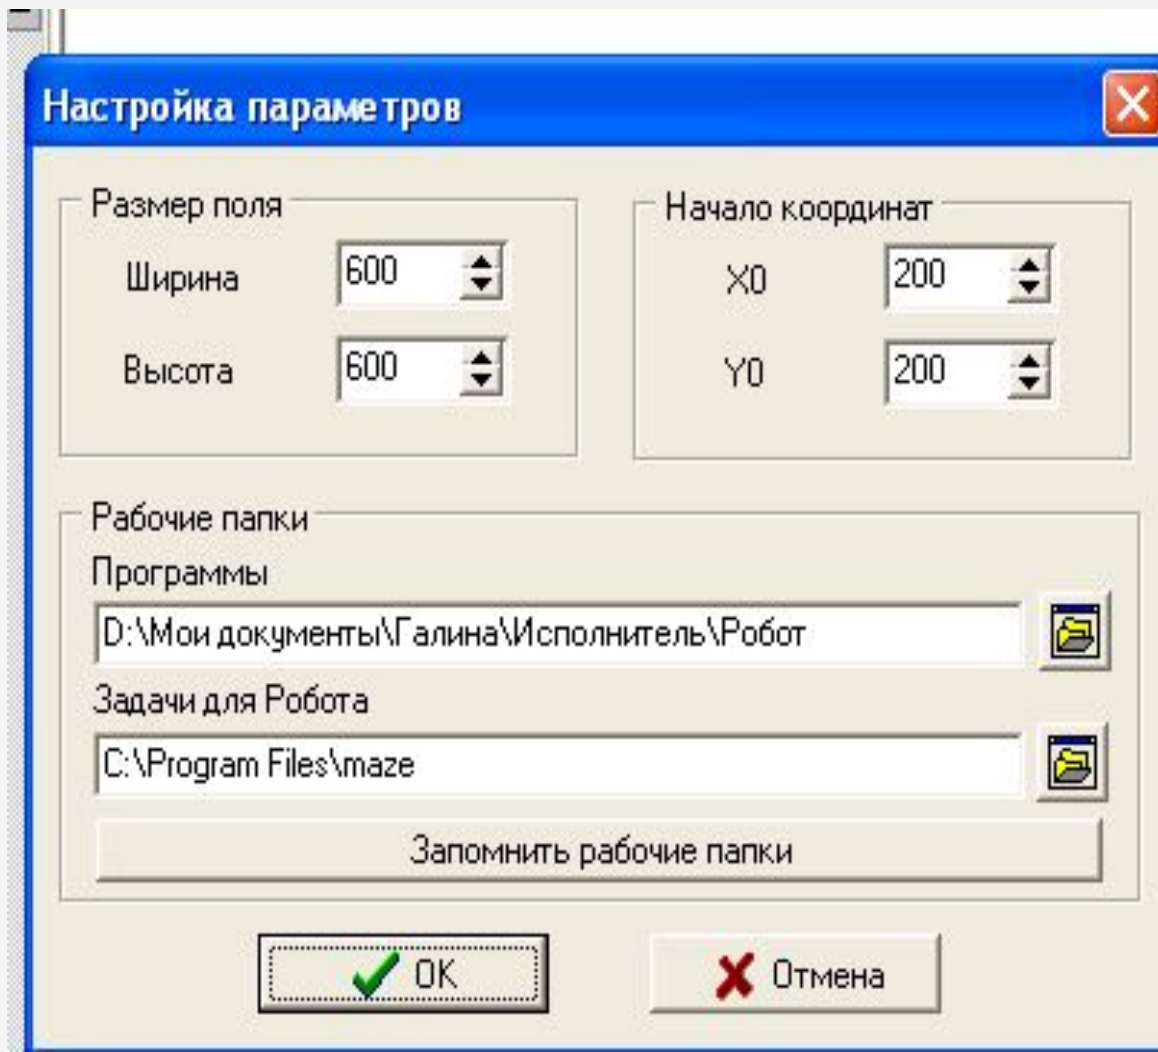 Настройка параметров
Размер поля
Ширина 600
Высота 600
Начало координат
X0 200
Y0 200
Рабочие папки
Программы
D:\Мои документы\Галина\Исполнитель\Робот
Задачи для Робота
C:\Program Files\maze
Запомнить рабочие папки
OK
Отмена